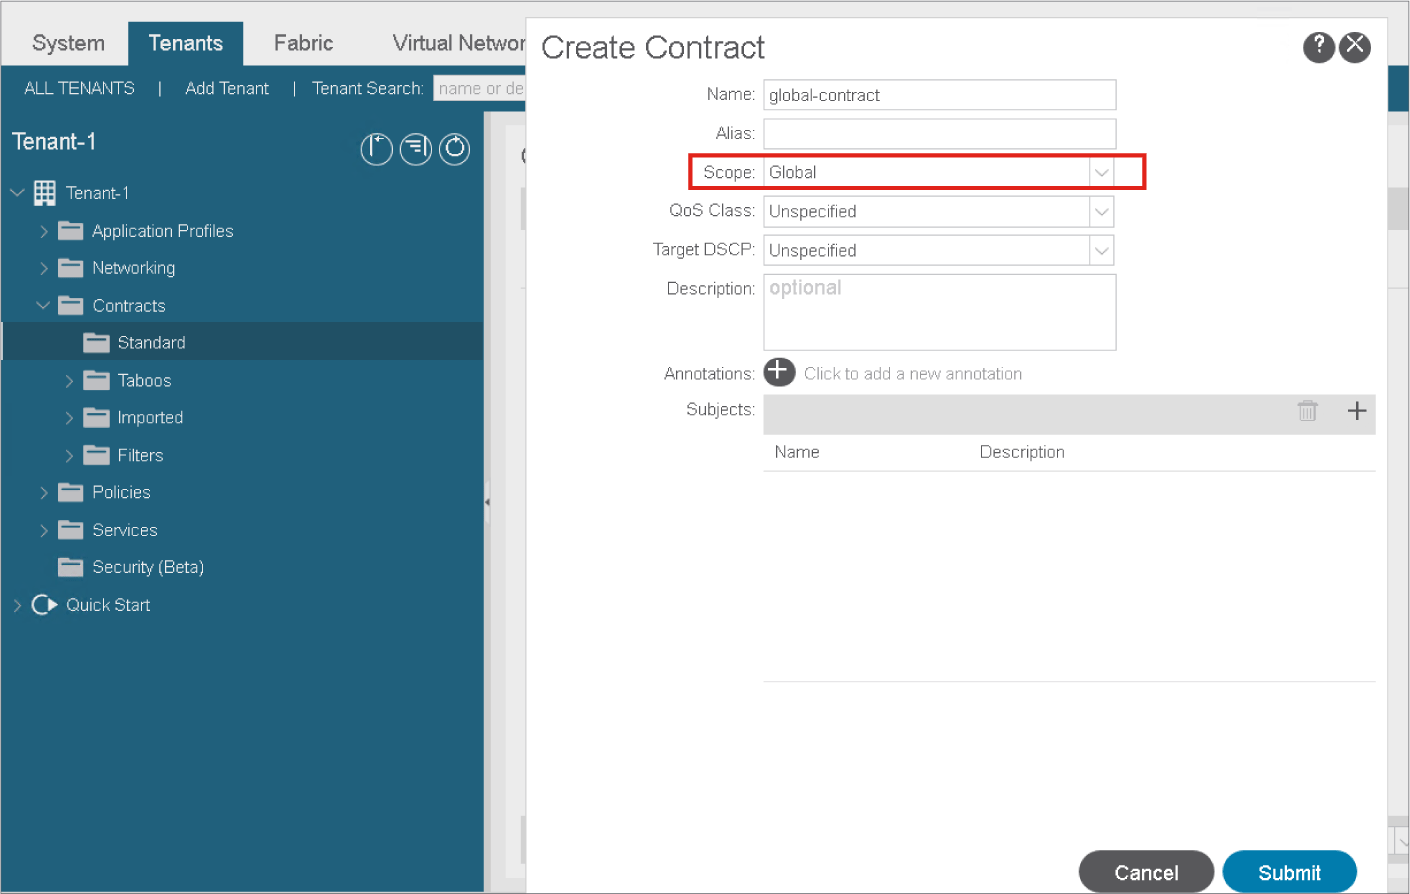 System Tenants Fabric Virtual Networ
ALL TENANTS | Add Tenant | Tenant Search: name or de
Tenant-1
Tenant-1
Application Profiles
Networking
Contracts
Standard
Taboos
Imported
Filters
Policies
Services
Security (Beta)
Quick Start
Create Contract
Name: global-contract
Alias:
Scope: Global
QoS Class: Unspecified
Target DSCP: Unspecified
Description: optional
Annotations: Click to add a new annotation
Subjects:
Name Description
Cancel Submit